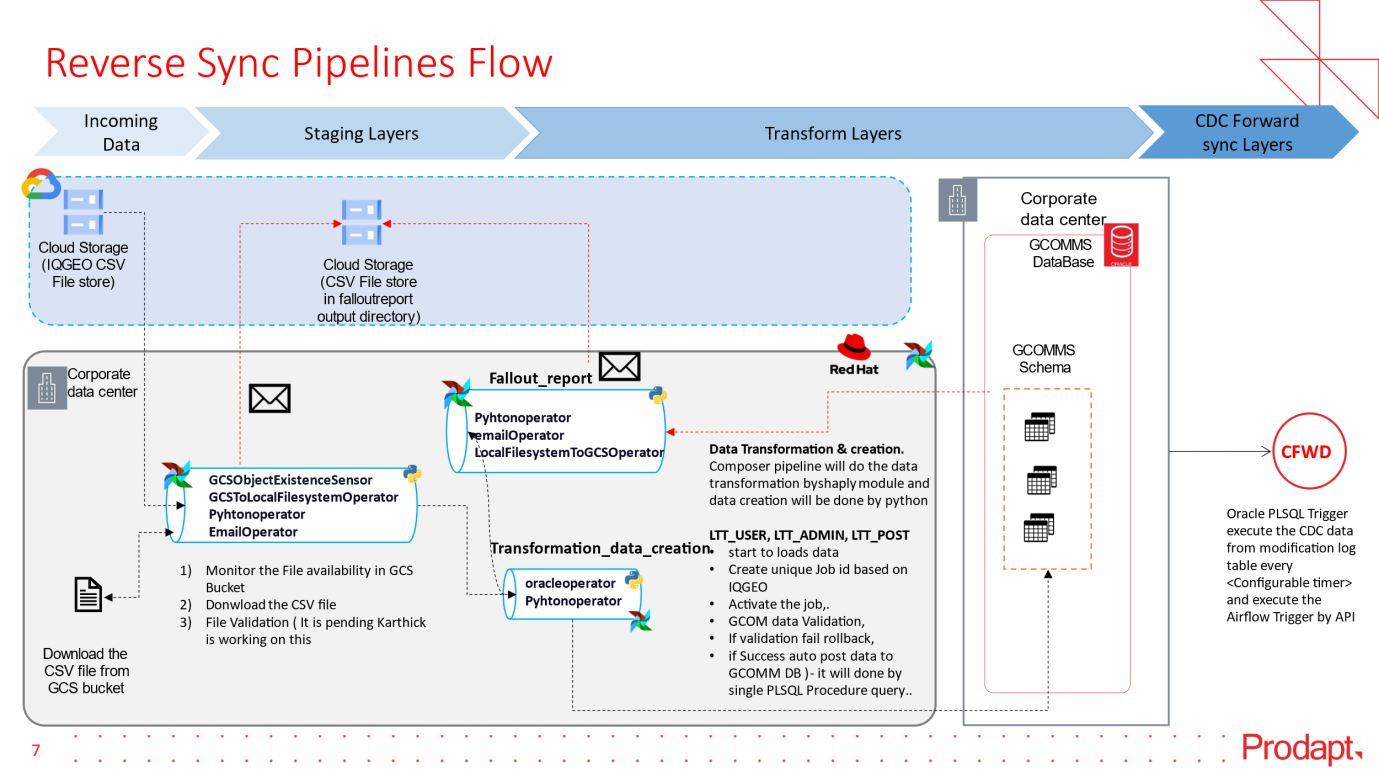 Reverse Sync Pipelines Flow
Incoming
Data
Staging Layers
Transform Layers
CDC Forward
sync Layers
Cloud Storage
(IQGEO CSV
File store)
Cloud Storage
(CSV File store
in falloutreport
output directory)
Corporate
data center
GCOMMS
DataBase
ORACLE
GCOMMS
Schema
Red Hat
Corporate
data center
Fallout_report
Pyhtonoperator
emailOperator
LocalFilesystemToGCSOperator
GCSObjectExistenceSensor
GCSToLocalFilesystemOperator
Pyhtonoperator
EmailOperator
1) Monitor the File availability in GCS
Bucket
2) Donwload the CSV file
3) File Validation ( It is pending Karthick
is working on this
Download the
CSV file from
GCS bucket
Transformation_data_creation
oracleoperator
Pyhtonoperator
Data Transformation & creation.
Composer pipeline will do the data
transformation byshaply module and
data creation will be done by python
LTT_USER, LTT_ADMIN, LTT_POST
• start to loads data
• Create unique Job id based on
IQGEO
• Activate the job,.
• GCOM data Validation,
• If validation fail rollback,
• if Success auto post data to
GCOMM DB )- it will done by
single PLSQL Procedure query..
CFWD
Oracle PLSQL Trigger
execute the CDC data
from modification log
table every
<Configurable timer>
and execute the
Airflow Trigger by API
7
Prodapt